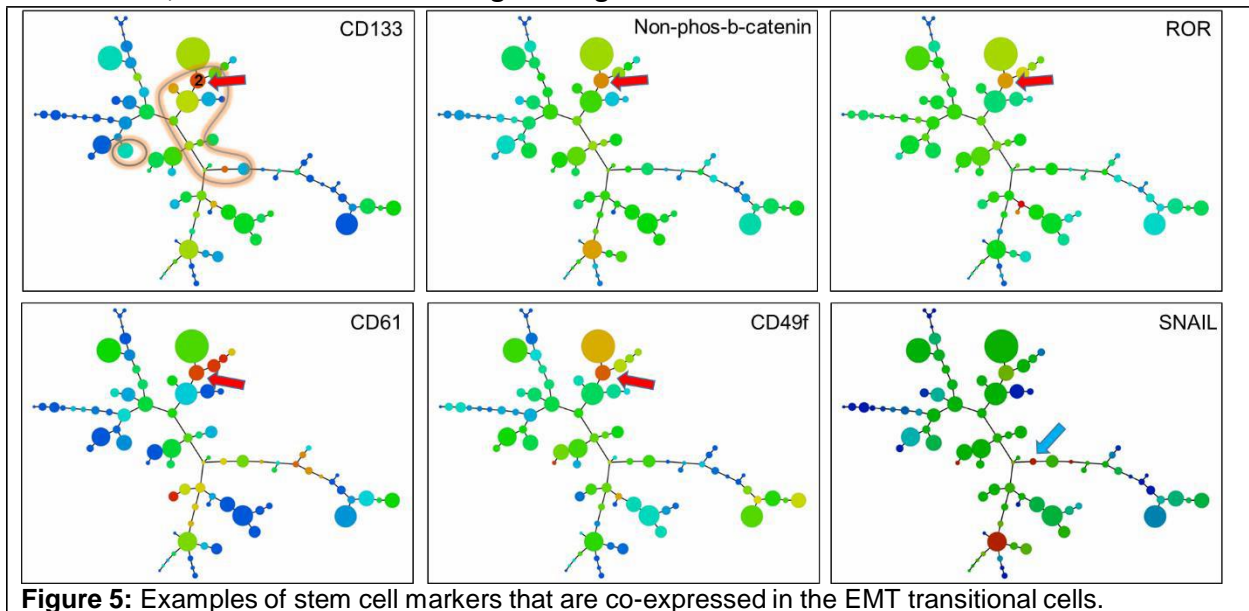 CD133
2
Non-phos-b-catenin
ROR
CD61
CD49f
SNAIL
Figure 5: Examples of stem cell markers that are co-expressed in the EMT transitional cells.